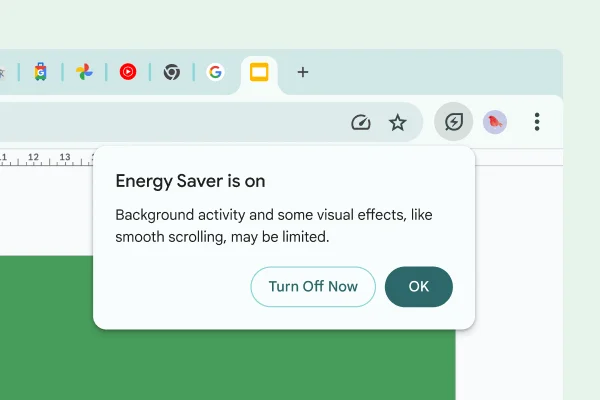 12 13
Energy Saver is on
Background activity and some visual effects, like
smooth scrolling, may be limited.
Turn Off Now
OK